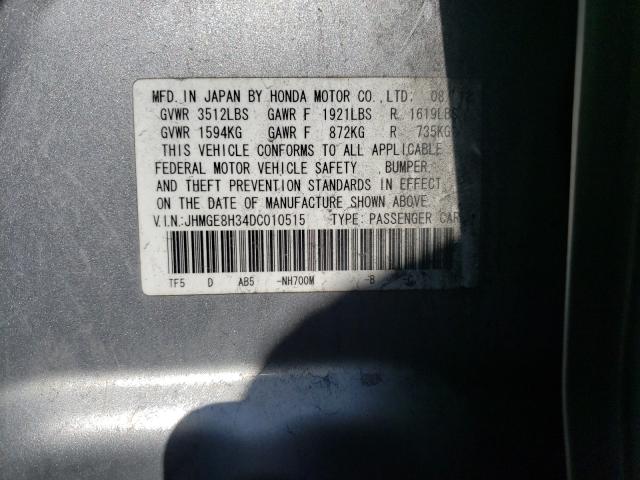 MFD. IN JAPAN BY HONDA MOTOR CO.,LTD. 08/12
GVWR 3512LBS GAWR F 1921LBS R 1619LBS
GVWR 1594KG GAWR F 872KG R 735KG
THIS VEHICLE CONFORMS TO ALL APPLICABLE
FEDERAL MOTOR VEHICLE SAFETY ,BUMPER,
AND THEFT PREVENTION STANDARDS IN EFFECT
ON THE DATE OF MANUFACTURE SHOWN ABOVE.
V.I.N:JHMGE8H34DC010515 TYPE: PASSENGER CAR
TF5 D AB5 -NH700M -B -C